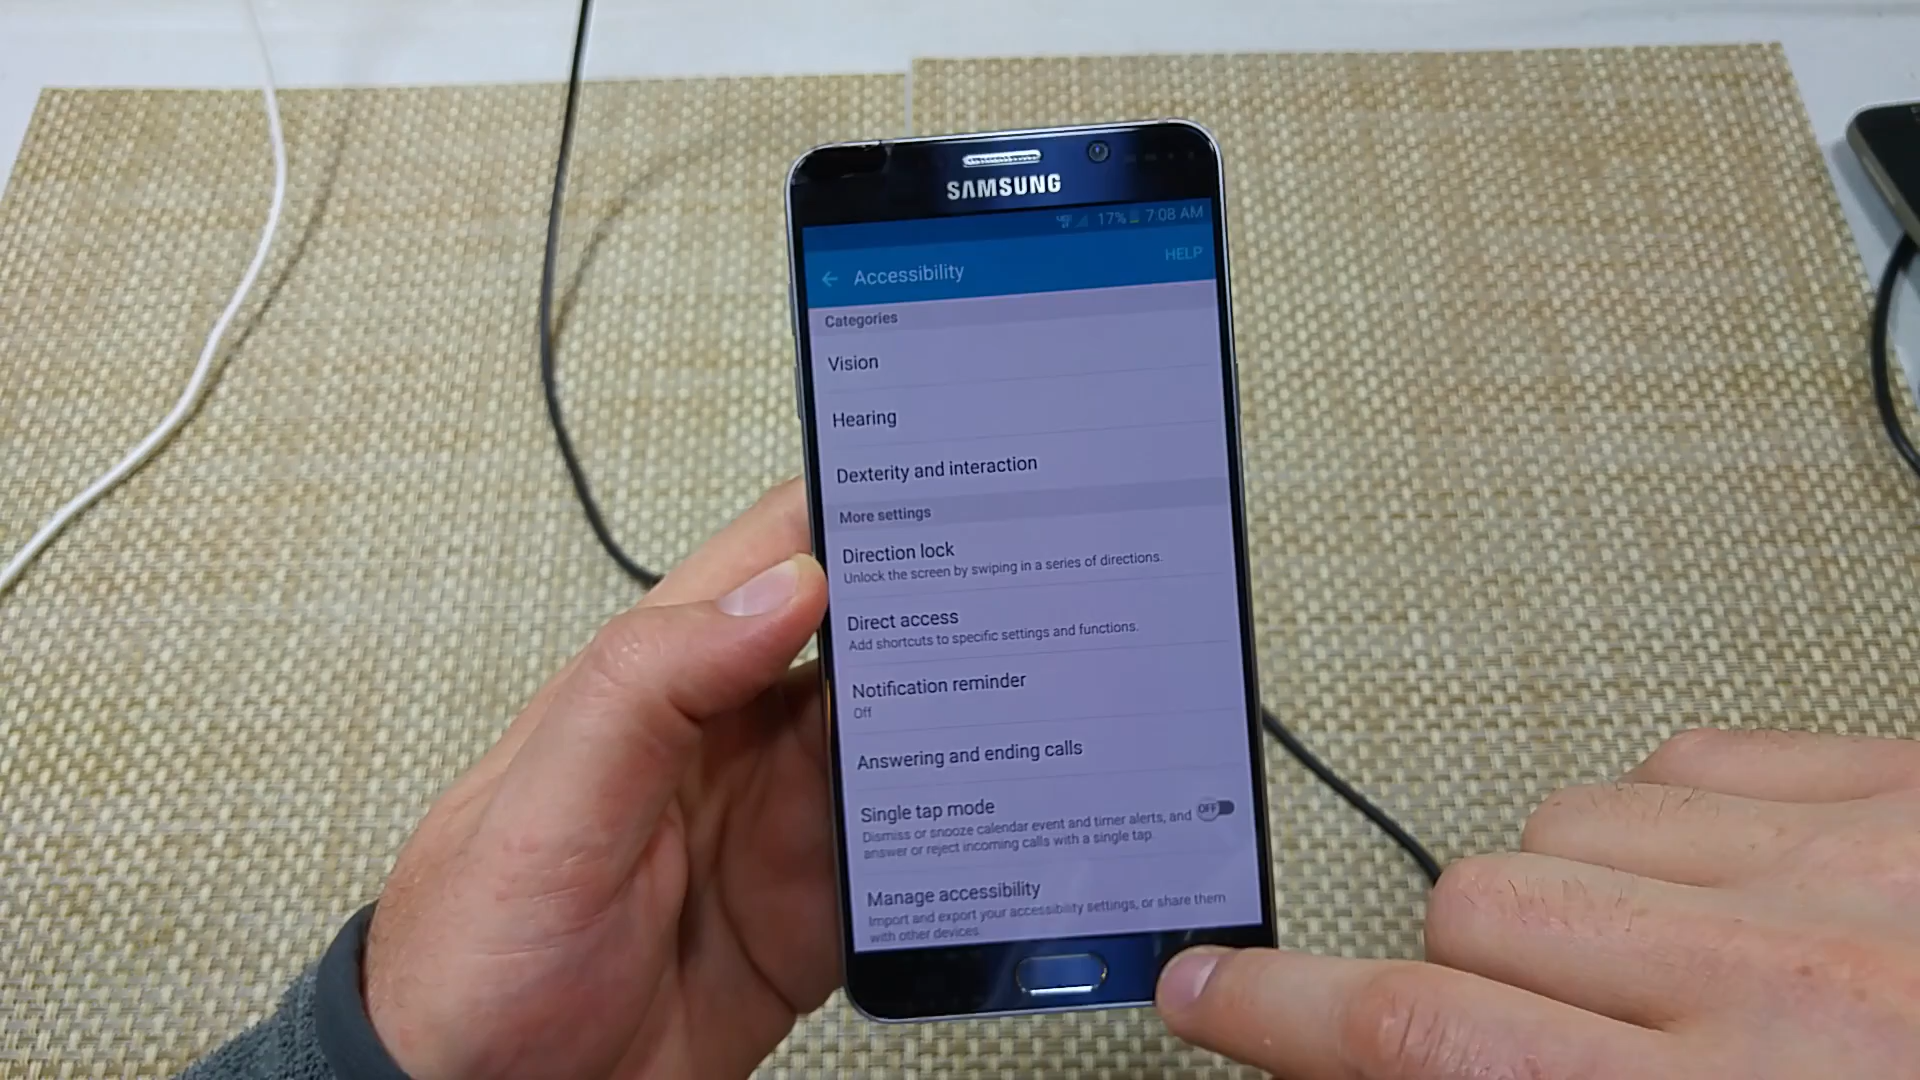 SAMSUNG
17% 7:08 AM
Accessibility
HELP
Categories
Vision
Hearing
Dexterity and interaction
More settings
Direction lock
Unlock the screen by swiping in a series of directions.
Direct access
Add shortcuts to specific settings and functions.
Notification reminder
Off
Answering and ending calls
Single tap mode
OFF
Dismiss or snooze calendar event and timer alerts, and
answer or reject incoming calls with a single tap.
Manage accessibility
Import and export your accessibility settings, or share them
with other devices.